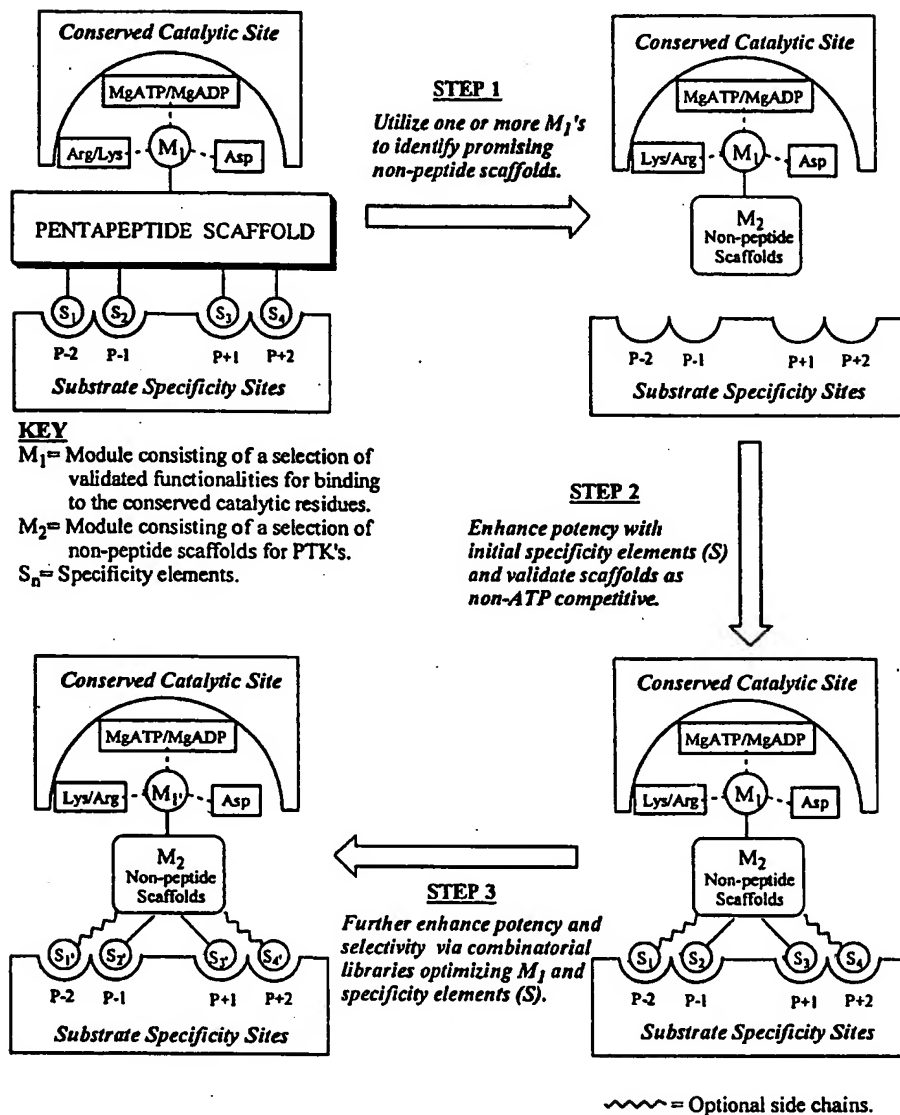 Conserved Catalytic Site
MgATP/MgADP
Arg/Lys
M1
Asp
PENTAPEPTIDE SCAFFOLD
S1
S2
S3
S4
P-2
P-1
P+1
P+2
Substrate Specificity Sites
STEP 1
Utilize one or more M1's
to identify promising
non-peptide scaffolds.
Conserved Catalytic Site
MgATP/MgADP
Lys/Arg
M1
Asp
M2
Non-peptide
Scaffolds
P-2
P-1
P+1
P+2
Substrate Specificity Sites
KEY
M1= Module consisting of a selection of
validated functionalities for binding
to the conserved catalytic residues.
M2= Module consisting of a selection of
non-peptide scaffolds for PTK's.
Sn= Specificity elements.
STEP 2
Enhance potency with
initial specificity elements (S)
and validate scaffolds as
non-ATP competitive.
Conserved Catalytic Site
MgATP/MgADP
Lys/Arg
M1'
Asp
M2
Non-peptide
Scaffolds
S1'
S2'
S3'
S4'
P-2
P-1
P+1
P+2
Substrate Specificity Sites
STEP 3
Further enhance potency and
selectivity via combinatorial
libraries optimizing M1 and
specificity elements (S).
Conserved Catalytic Site
MgATP/MgADP
Lys/Arg
M1
Asp
M2
Non-peptide
Scaffolds
S1
S2
S3
S4
P-2
P-1
P+1
P+2
Substrate Specificity Sites
= Optional side chains.